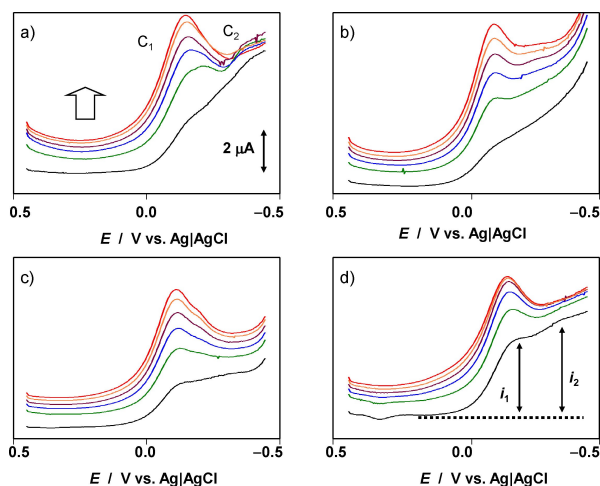 a)
C1
C2
2 µA
0.5
0.0
−0.5
E / V vs. Ag|AgCl
b)
0.5
0.0
−0.5
E / V vs. Ag|AgCl
c)
0.5
0.0
−0.5
E / V vs. Ag|AgCl
d)
i1
i2
0.5
0.0
−0.5
E / V vs. Ag|AgCl